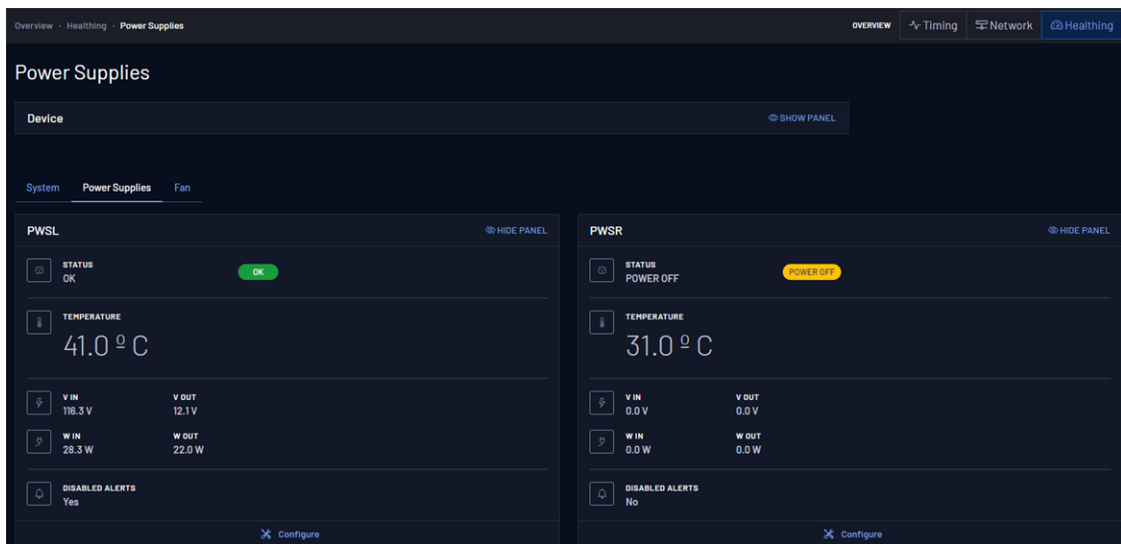 Overview · Healthing · Power Supplies
OVERVIEW Timing Network Healthing
Power Supplies
Device SHOW PANEL
System Power Supplies Fan
PWSL HIDE PANEL
STATUS
OK OK
TEMPERATURE
41.0 º C
V IN V OUT
116.3 V 12.1 V
W IN W OUT
28.3 W 22.0 W
DISABLED ALERTS
Yes
Configure
PWSR HIDE PANEL
STATUS
POWER OFF POWER OFF
TEMPERATURE
31.0 º C
V IN V OUT
0.0 V 0.0 V
W IN W OUT
0.0 W 0.0 W
DISABLED ALERTS
No
Configure